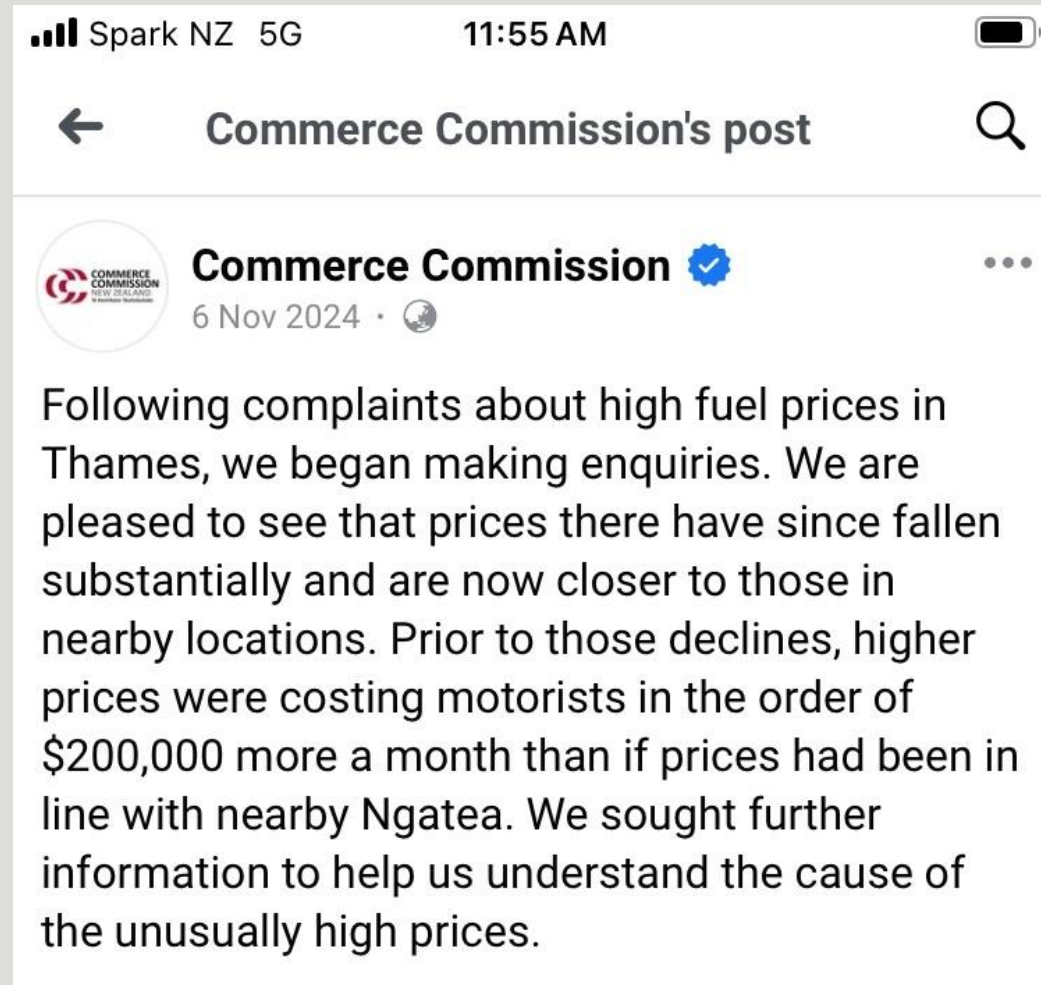 Spark NZ 5G 11:55 AM
Commerce Commission's post
COMMERCE
COMMISSION
NEW ZEALAND
Commerce Commission
6 Nov 2024 ·
Following complaints about high fuel prices in
Thames, we began making enquiries. We are
pleased to see that prices there have since fallen
substantially and are now closer to those in
nearby locations. Prior to those declines, higher
prices were costing motorists in the order of
$200,000 more a month than if prices had been in
line with nearby Ngatea. We sought further
information to help us understand the cause of
the unusually high prices.